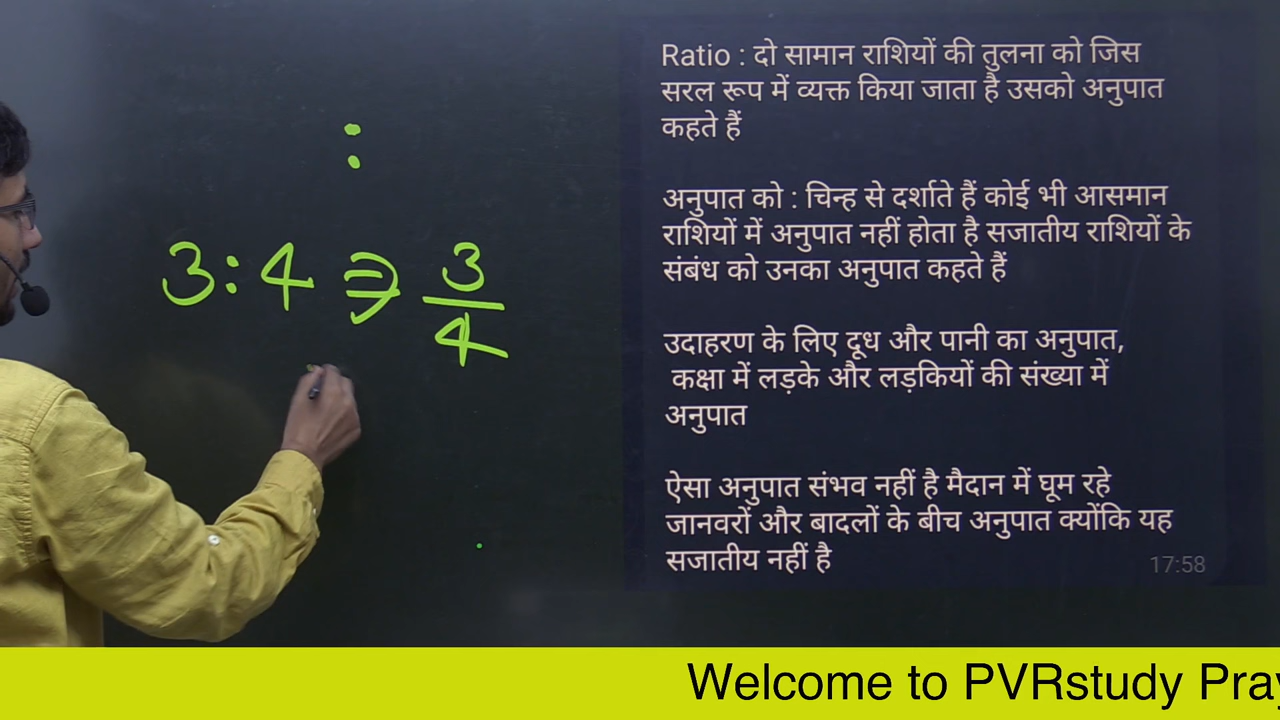 :
3:4 ⇒ 3/4
Ratio : दो सामान राशियों की तुलना को जिस
सरल रूप में व्यक्त किया जाता है उसको अनुपात
कहते हैं
अनुपात को : चिन्ह से दर्शाते हैं कोई भी आसमान
राशियों में अनुपात नहीं होता है सजातीय राशियों के
संबंध को उनका अनुपात कहते हैं
उदाहरण के लिए दूध और पानी का अनुपात,
कक्षा में लड़के और लड़कियों की संख्या में
अनुपात
ऐसा अनुपात संभव नहीं है मैदान में घूम रहे
जानवरों और बादलों के बीच अनुपात क्योंकि यह
सजातीय नहीं है
17:58
Welcome to PVRstudy Pray